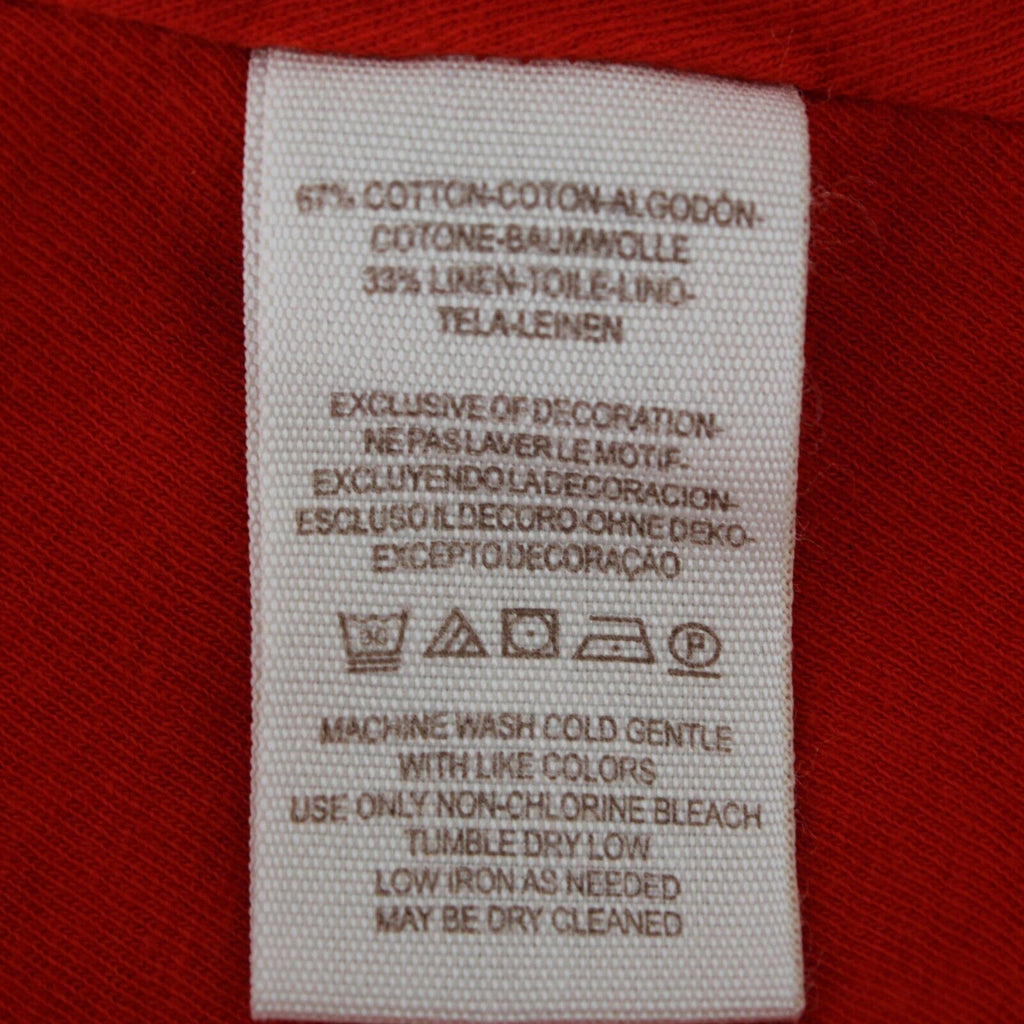 67% COTTON-COTON-ALGODÓN-
COTONE-BAUMWOLLE
33% LINEN-TOILE-LINO-
TELA-LEINEN
EXCLUSIVE OF DECORATION-
NE PAS LAVER LE MOTIF-
EXCLUYENDO LA DECORACION-
ESCLUSO IL DECORO-OHNE DEKO-
EXCEPTO DECORAÇÃO
30 P
MACHINE WASH COLD GENTLE
WITH LIKE COLORS
USE ONLY NON-CHLORINE BLEACH
TUMBLE DRY LOW
LOW IRON AS NEEDED
MAY BE DRY CLEANED